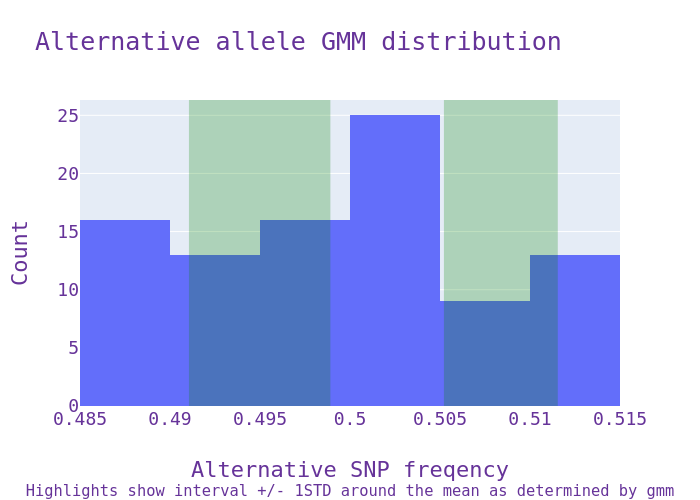 Alternative allele GMM distribution
Count
25
20
15
10
5
0
0.485 0.49 0.495 0.5 0.505 0.51 0.515
Alternative SNP freqency
Highlights show interval +/- 1STD around the mean as determined by gmm